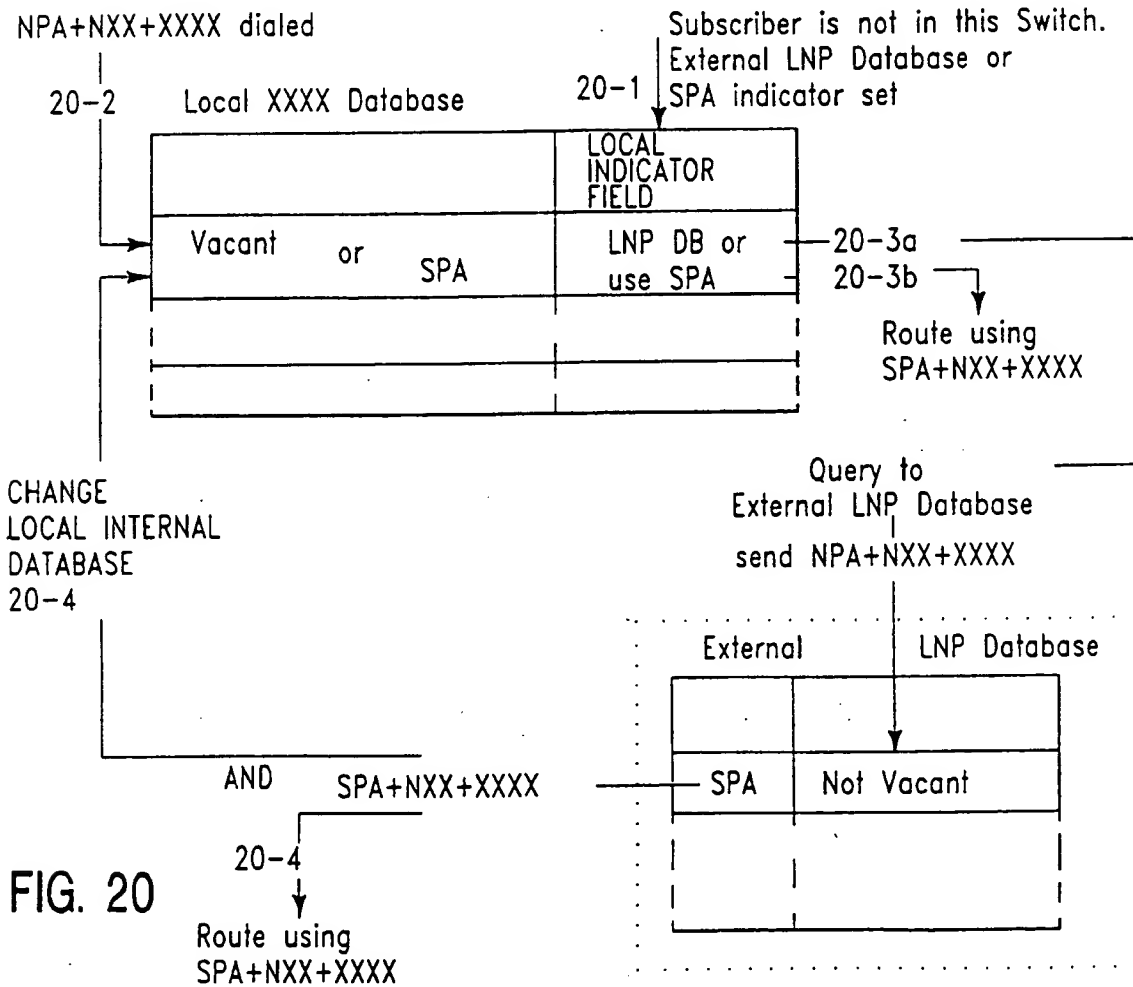 NPA+NXX+XXXX dialed
Subscriber is not in this Switch.
External LNP Database or
SPA indicator set
20-2
Local XXXX Database
20-1
LOCAL
INDICATOR
FIELD
Vacant or SPA
LNP DB or
use SPA
20-3a
20-3b
Route using
SPA+NXX+XXXX
CHANGE
LOCAL INTERNAL
DATABASE
20-4
Query to
External LNP Database
send NPA+NXX+XXXX
External LNP Database
SPA Not Vacant
AND SPA+NXX+XXXX
20-4
Route using
SPA+NXX+XXXX
FIG. 20